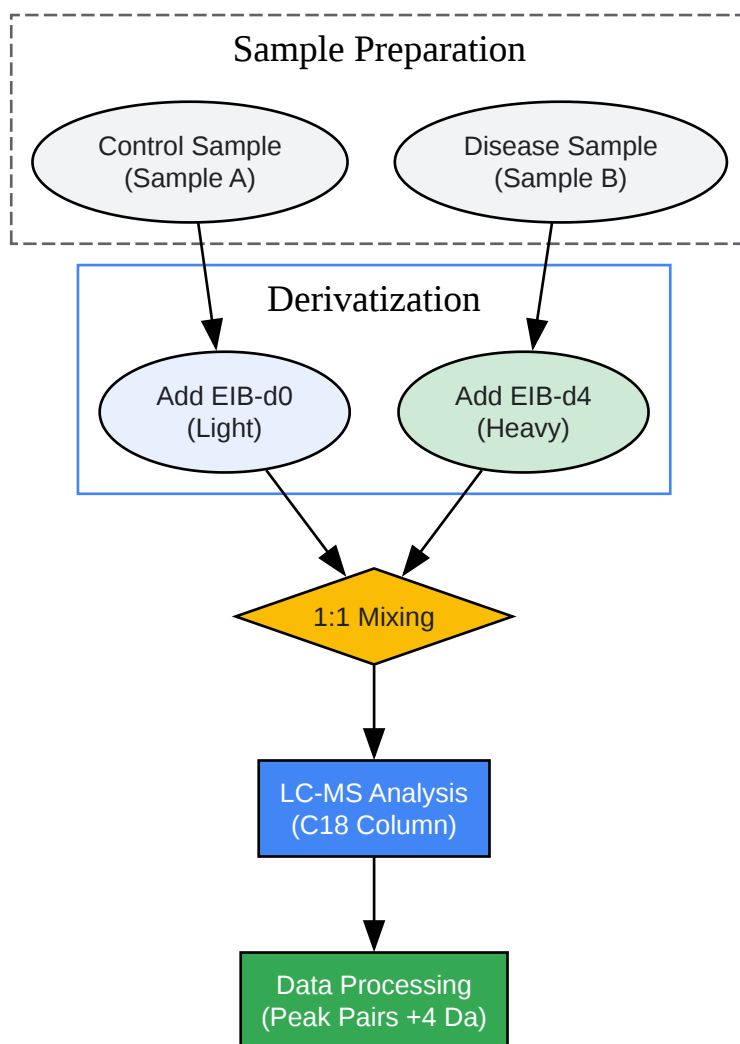 Sample Preparation
Control Sample
(Sample A)
Disease Sample
(Sample B)
Derivatization
Add EIB-d0
(Light)
Add EIB-d4
(Heavy)
1:1 Mixing
LC-MS Analysis
(C18 Column)
Data Processing
(Peak Pairs +4 Da)